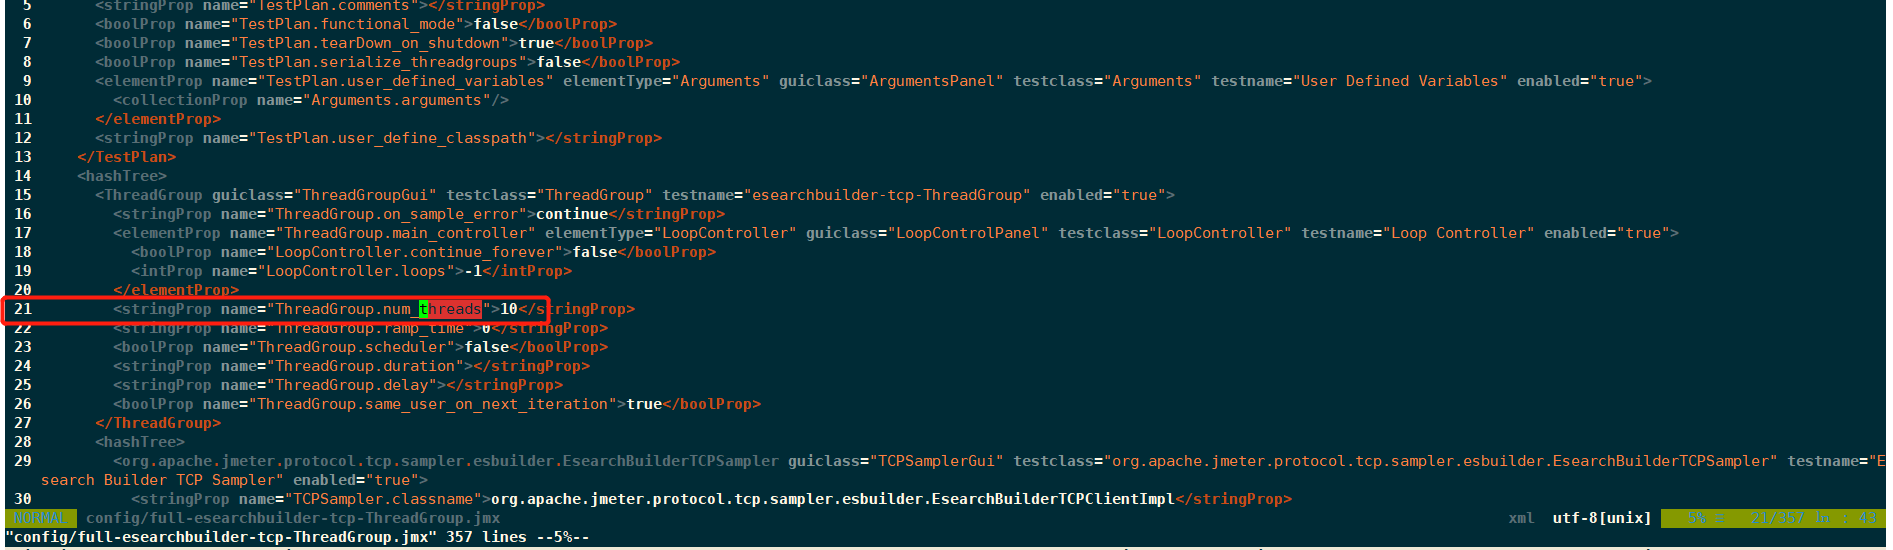 5 <stringProp name="TestPlan.comments"></stringProp>
6 <boolProp name="TestPlan.functional_mode">false</boolProp>
7 <boolProp name="TestPlan.tearDown_on_shutdown">true</boolProp>
8 <boolProp name="TestPlan.serialize_threadgroups">false</boolProp>
9 <elementProp name="TestPlan.user_defined_variables" elementType="Arguments" guiclass="ArgumentsPanel" testclass="Arguments" testname="User Defined Variables" enabled="true">
10 <collectionProp name="Arguments.arguments"/>
11 </elementProp>
12 <stringProp name="TestPlan.user_define_classpath"></stringProp>
13 </TestPlan>
14 <hashTree>
15 <ThreadGroup guiclass="ThreadGroupGui" testclass="ThreadGroup" testname="esearchbuilder-tcp-ThreadGroup" enabled="true">
16 <stringProp name="ThreadGroup.on_sample_error">continue</stringProp>
17 <elementProp name="ThreadGroup.main_controller" elementType="LoopController" guiclass="LoopControlPanel" testclass="LoopController" testname="Loop Controller" enabled="true">
18 <boolProp name="LoopController.continue_forever">false</boolProp>
19 <intProp name="LoopController.loops">-1</intProp>
20 </elementProp>
21 <stringProp name="ThreadGroup.num_threads">10</stringProp>
22 <stringProp name="ThreadGroup.ramp_time">0</stringProp>
23 <boolProp name="ThreadGroup.scheduler">false</boolProp>
24 <stringProp name="ThreadGroup.duration"></stringProp>
25 <stringProp name="ThreadGroup.delay"></stringProp>
26 <boolProp name="ThreadGroup.same_user_on_next_iteration">true</boolProp>
27 </ThreadGroup>
28 <hashTree>
29 <org.apache.jmeter.protocol.tcp.sampler.esbuilder.EsearchBuilderTCPSampler guiclass="TCPSamplerGui" testclass="org.apache.jmeter.protocol.tcp.sampler.esbuilder.EsearchBuilderTCPSampler" testname="E
search Builder TCP Sampler" enabled="true">
30 <stringProp name="TCPSampler.classname">org.apache.jmeter.protocol.tcp.sampler.esbuilder.EsearchBuilderTCPClientImpl</stringProp>
NORMAL config/full-esearchbuilder-tcp-ThreadGroup.jmx xml utf-8[unix] 5% ≡ 21/357 ln : 43
"config/full-esearchbuilder-tcp-ThreadGroup.jmx" 357 lines --5%--